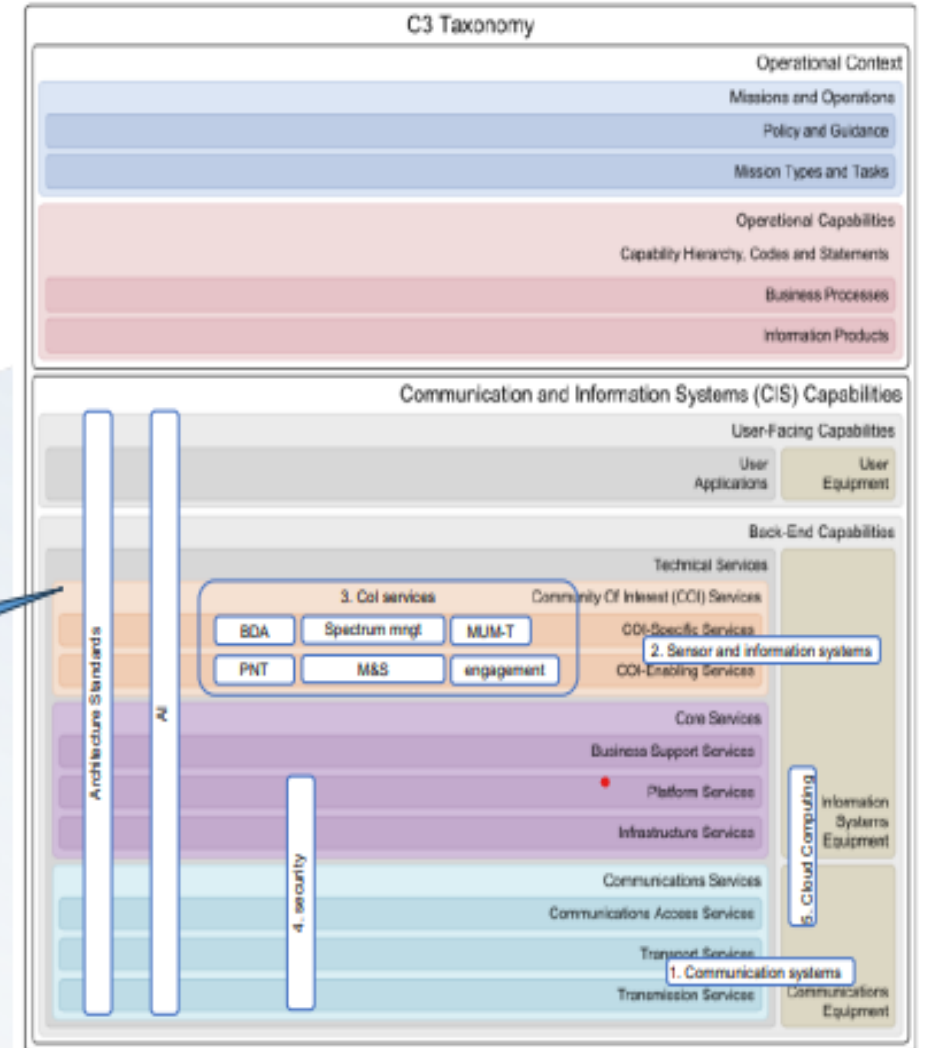 C3 Taxonomy
Operational Context
Missions and Operations
Policy and Guidance
Mission Types and Tasks
Operational Capabilities
Capability Hierarchy, Codes and Statements
Business Processes
Information Products
Communication and Information Systems (CIS) Capabilities
User-Facing Capabilities
User
Applications
User
Equipment
Back-End Capabilities
Technical Services
3. CoI services
Community Of Interest (COI) Services
BDA
Spectrum mngt
MUM-T
COI-Specific Services
2. Sensor and information systems
PNT
M&S
engagement
COI-Enabling Services
Architecture Standards
AI
Core Services
Business Support Services
Platform Services
Infrastructure Services
4. security
5. Cloud Computing
Information
Systems
Equipment
Communications Services
Communications Access Services
Transport Services
1. Communication systems
Transmission Services
Communications
Equipment